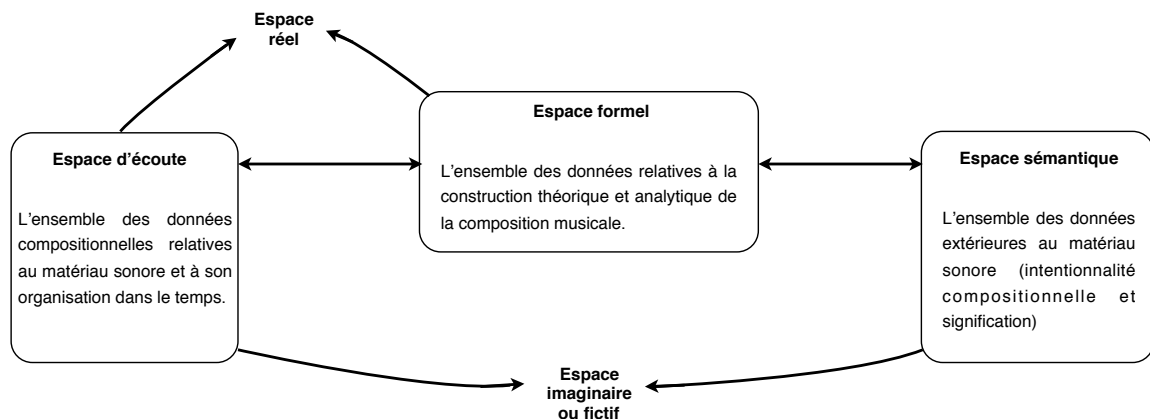 Espace
réel
Espace formel
L'ensemble des données relatives à la
construction théorique et analytique de
la composition musicale.
Espace d'écoute
L'ensemble des données
compositionnelles relatives
au matériau sonore et à son
organisation dans le temps.
Espace sémantique
L'ensemble des données
extérieures au matériau
sonore (intentionnalité
compositionnelle et
signification)
Espace
imaginaire
ou fictif